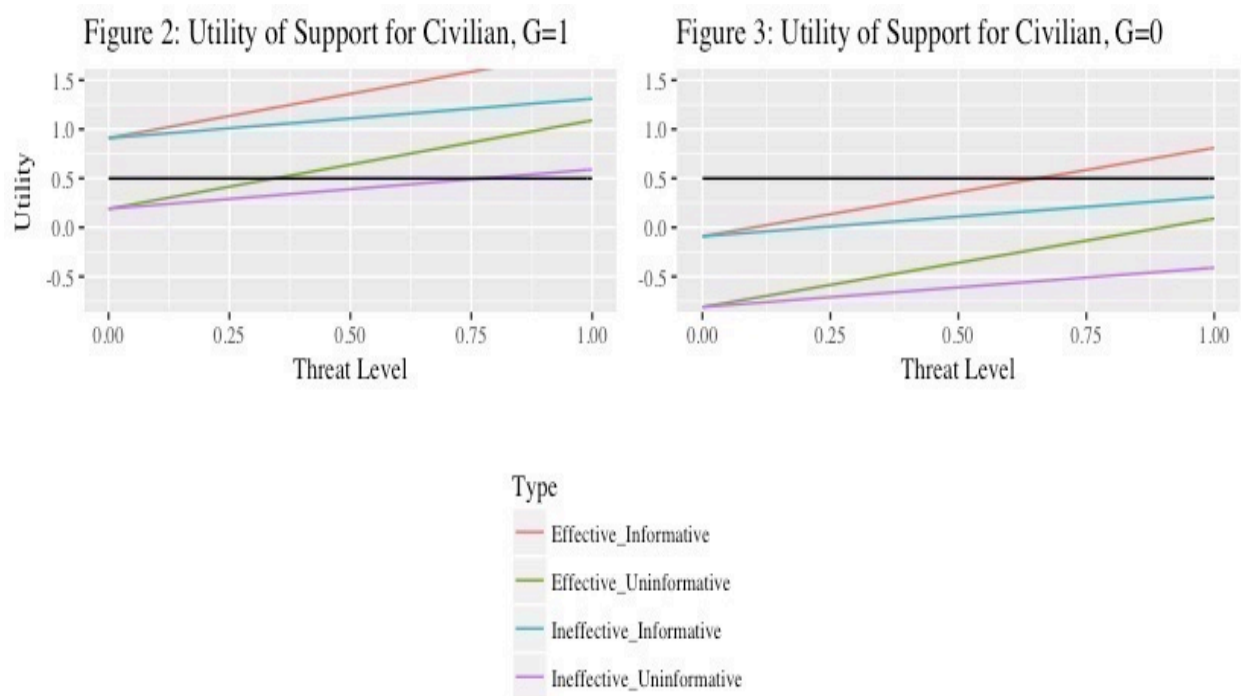 Figure 2: Utility of Support for Civilian, G=1
Figure 3: Utility of Support for Civilian, G=0
1.5
1.0
0.5
0.0
-0.5
Utility
0.00 0.25 0.50 0.75 1.00
Threat Level
1.5
1.0
0.5
0.0
-0.5
0.00 0.25 0.50 0.75 1.00
Threat Level
Type
Effective_Informative
Effective_Uninformative
Ineffective_Informative
Ineffective_Uninformative